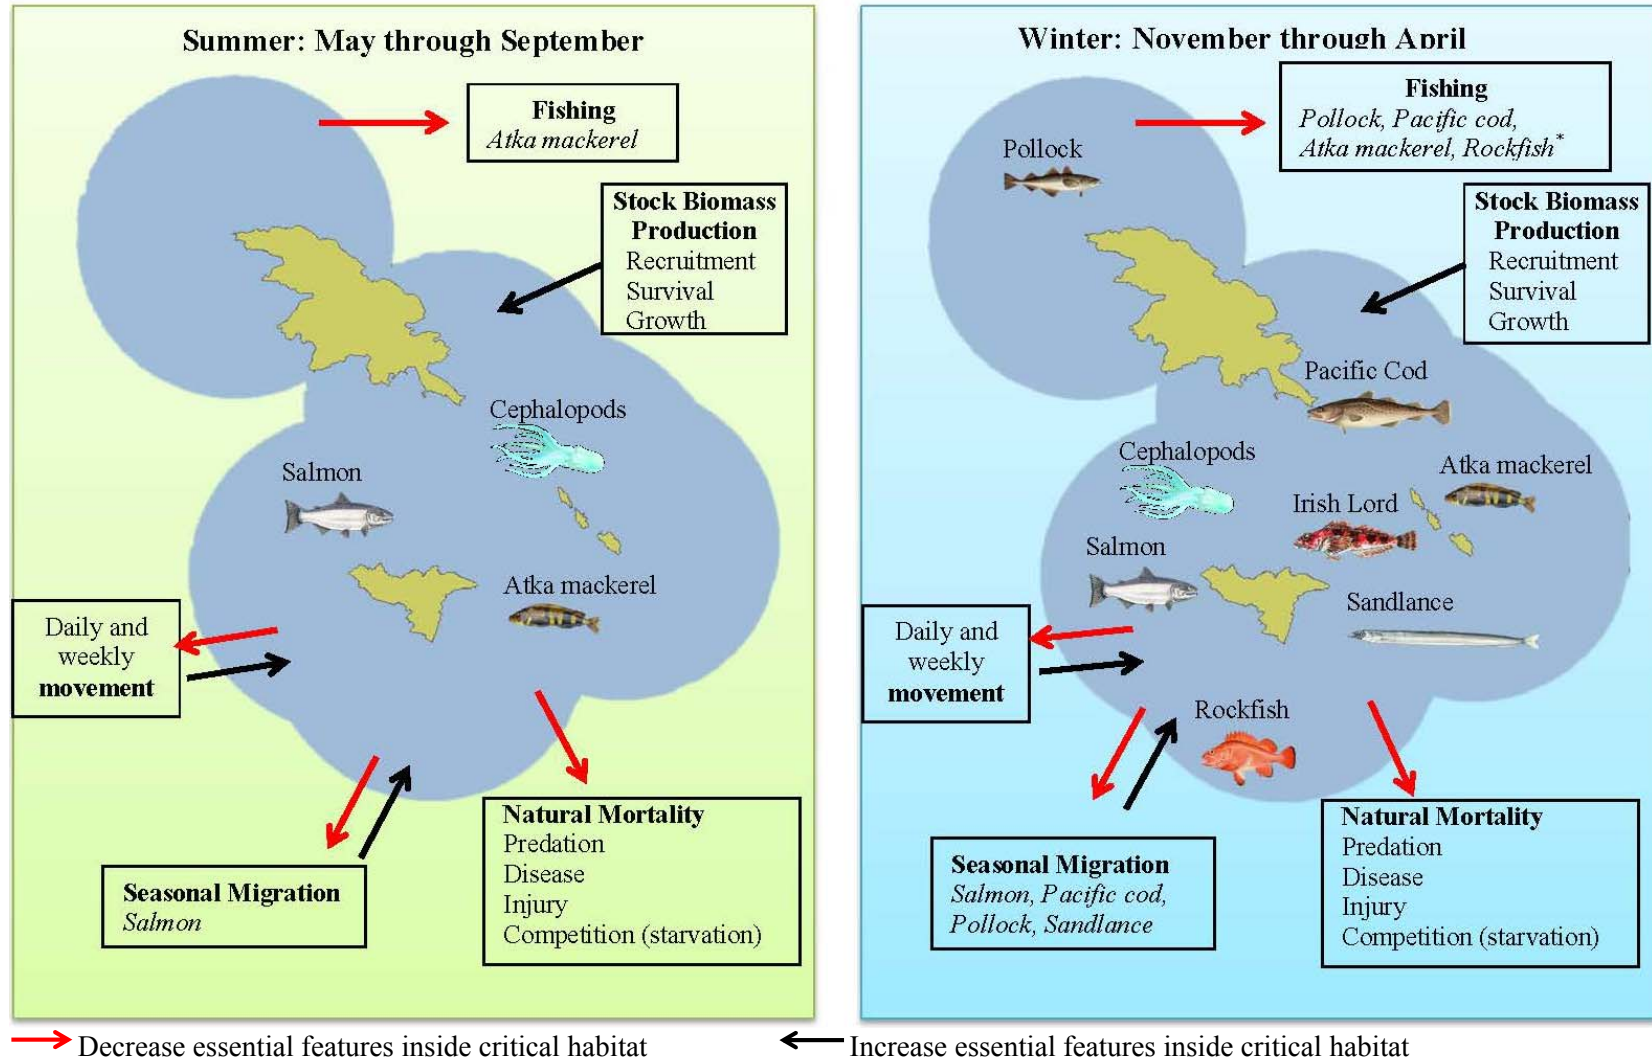 Summer: May through September
Fishing
Atka mackerel
Stock Biomass
Production
Recruitment
Survival
Growth
Cephalopods
Salmon
Atka mackerel
Daily and
weekly
movement
Natural Mortality
Predation
Disease
Injury
Competition (starvation)
Seasonal Migration
Salmon
Winter: November through April
Fishing
Pollock, Pacific cod,
Atka mackerel, Rockfish*
Pollock
Stock Biomass
Production
Recruitment
Survival
Growth
Pacific Cod
Cephalopods
Atka mackerel
Irish Lord
Salmon
Sandlance
Daily and
weekly
movement
Rockfish
Natural Mortality
Predation
Disease
Injury
Competition (starvation)
Seasonal Migration
Salmon, Pacific cod,
Pollock, Sandlance
Decrease essential features inside critical habitat
Increase essential features inside critical habitat